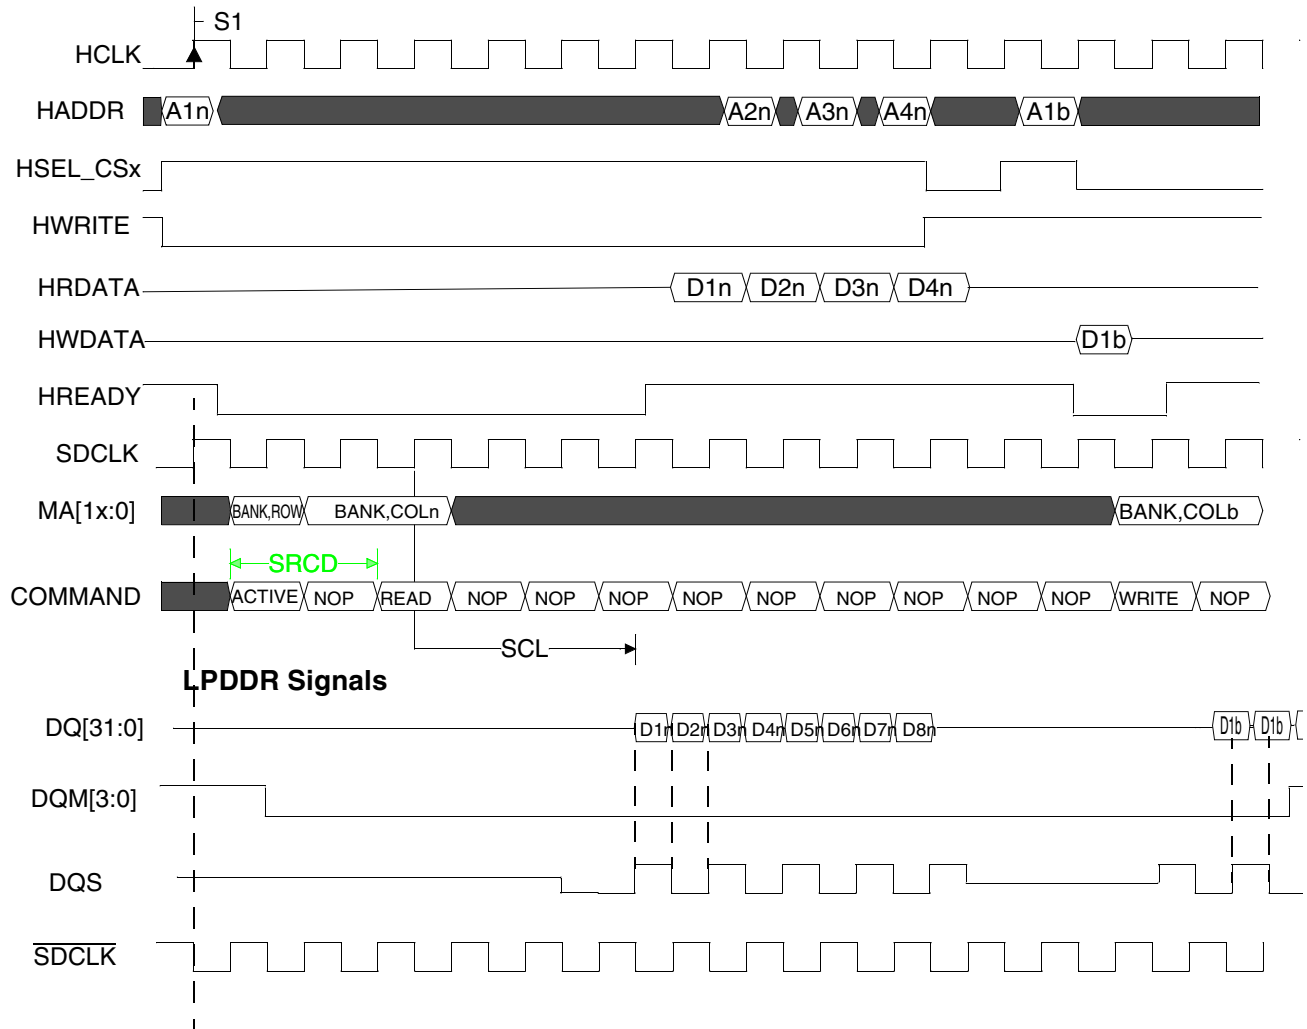 S1
HCLK
HADDR A1n A2n A3n A4n A1b
HSEL_CSx
HWRITE
HRDATA D1n D2n D3n D4n
HWDATA D1b
HREADY
SDCLK
MA[1x:0] BANK,ROW BANK,COLn BANK,COLb
SRCD
COMMAND ACTIVE NOP READ NOP NOP NOP NOP NOP NOP NOP NOP NOP WRITE NOP
SCL
LPDDR Signals
DQ[31:0] D1n D2n D3n D4n D5n D6n D7n D8n D1b D1b
DQM[3:0]
DQS
SDCLK